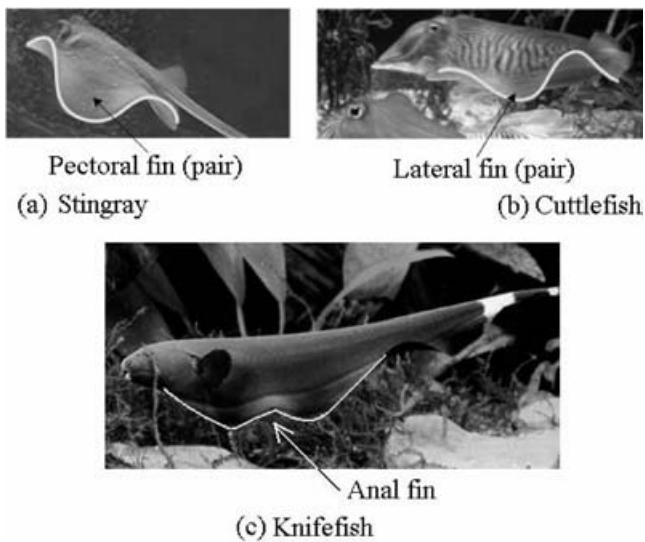 Pectoral fin (pair)
Lateral fin (pair)
(a) Stingray
(b) Cuttlefish
Anal fin
(c) Knifefish